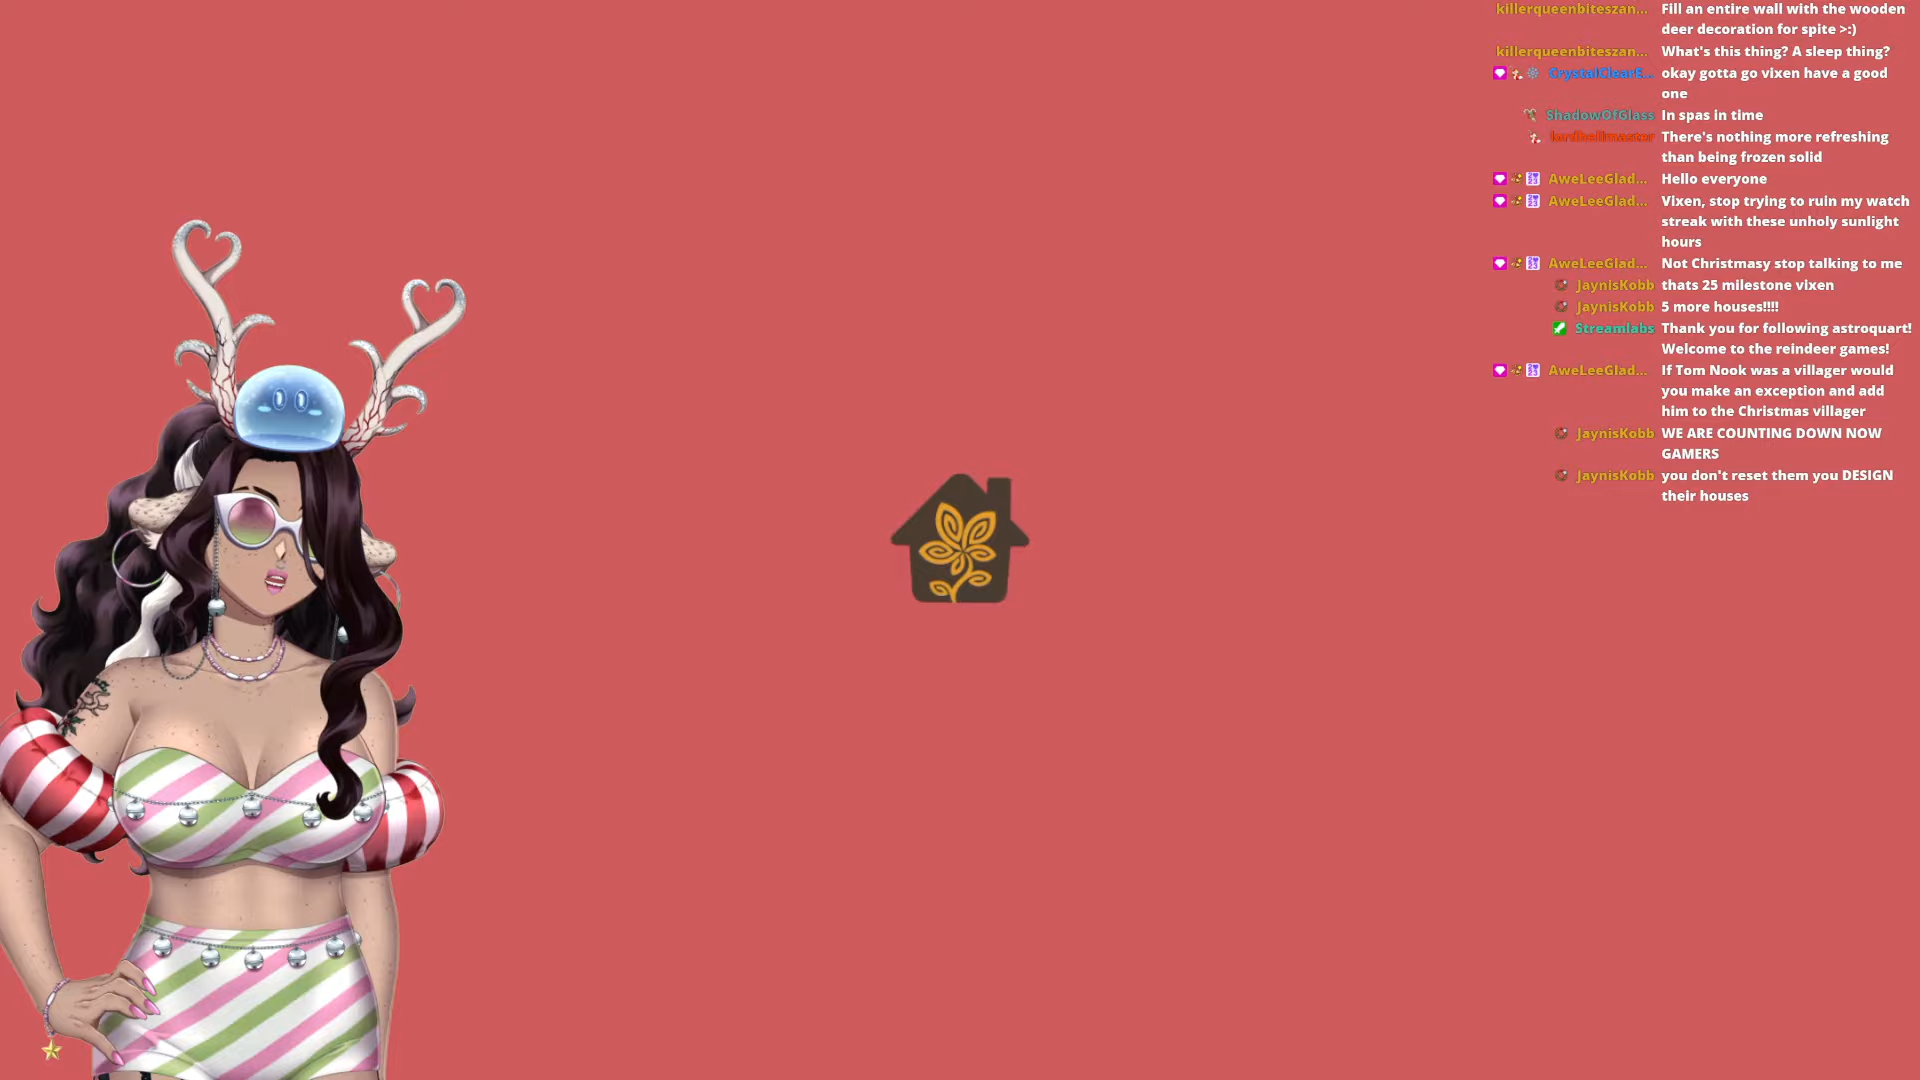 killerqueenbiteszan... Fill an entire wall with the wooden
deer decoration for spite >:)
killerqueenbiteszan... What's this thing? A sleep thing?
CrystalClearE... okay gotta go vixen have a good
one
ShadowOfGlass In spas in time
lordhellmaster There's nothing more refreshing
than being frozen solid
AweLeeGlad... Hello everyone
AweLeeGlad... Vixen, stop trying to ruin my watch
streak with these unholy sunlight
hours
AweLeeGlad... Not Christmasy stop talking to me
JaynisKobb thats 25 milestone vixen
JaynisKobb 5 more houses!!!!
Streamlabs Thank you for following astroquart!
Welcome to the reindeer games!
AweLeeGlad... If Tom Nook was a villager would
you make an exception and add
him to the Christmas villager
JaynisKobb WE ARE COUNTING DOWN NOW
GAMERS
JaynisKobb you don't reset them you DESIGN
their houses